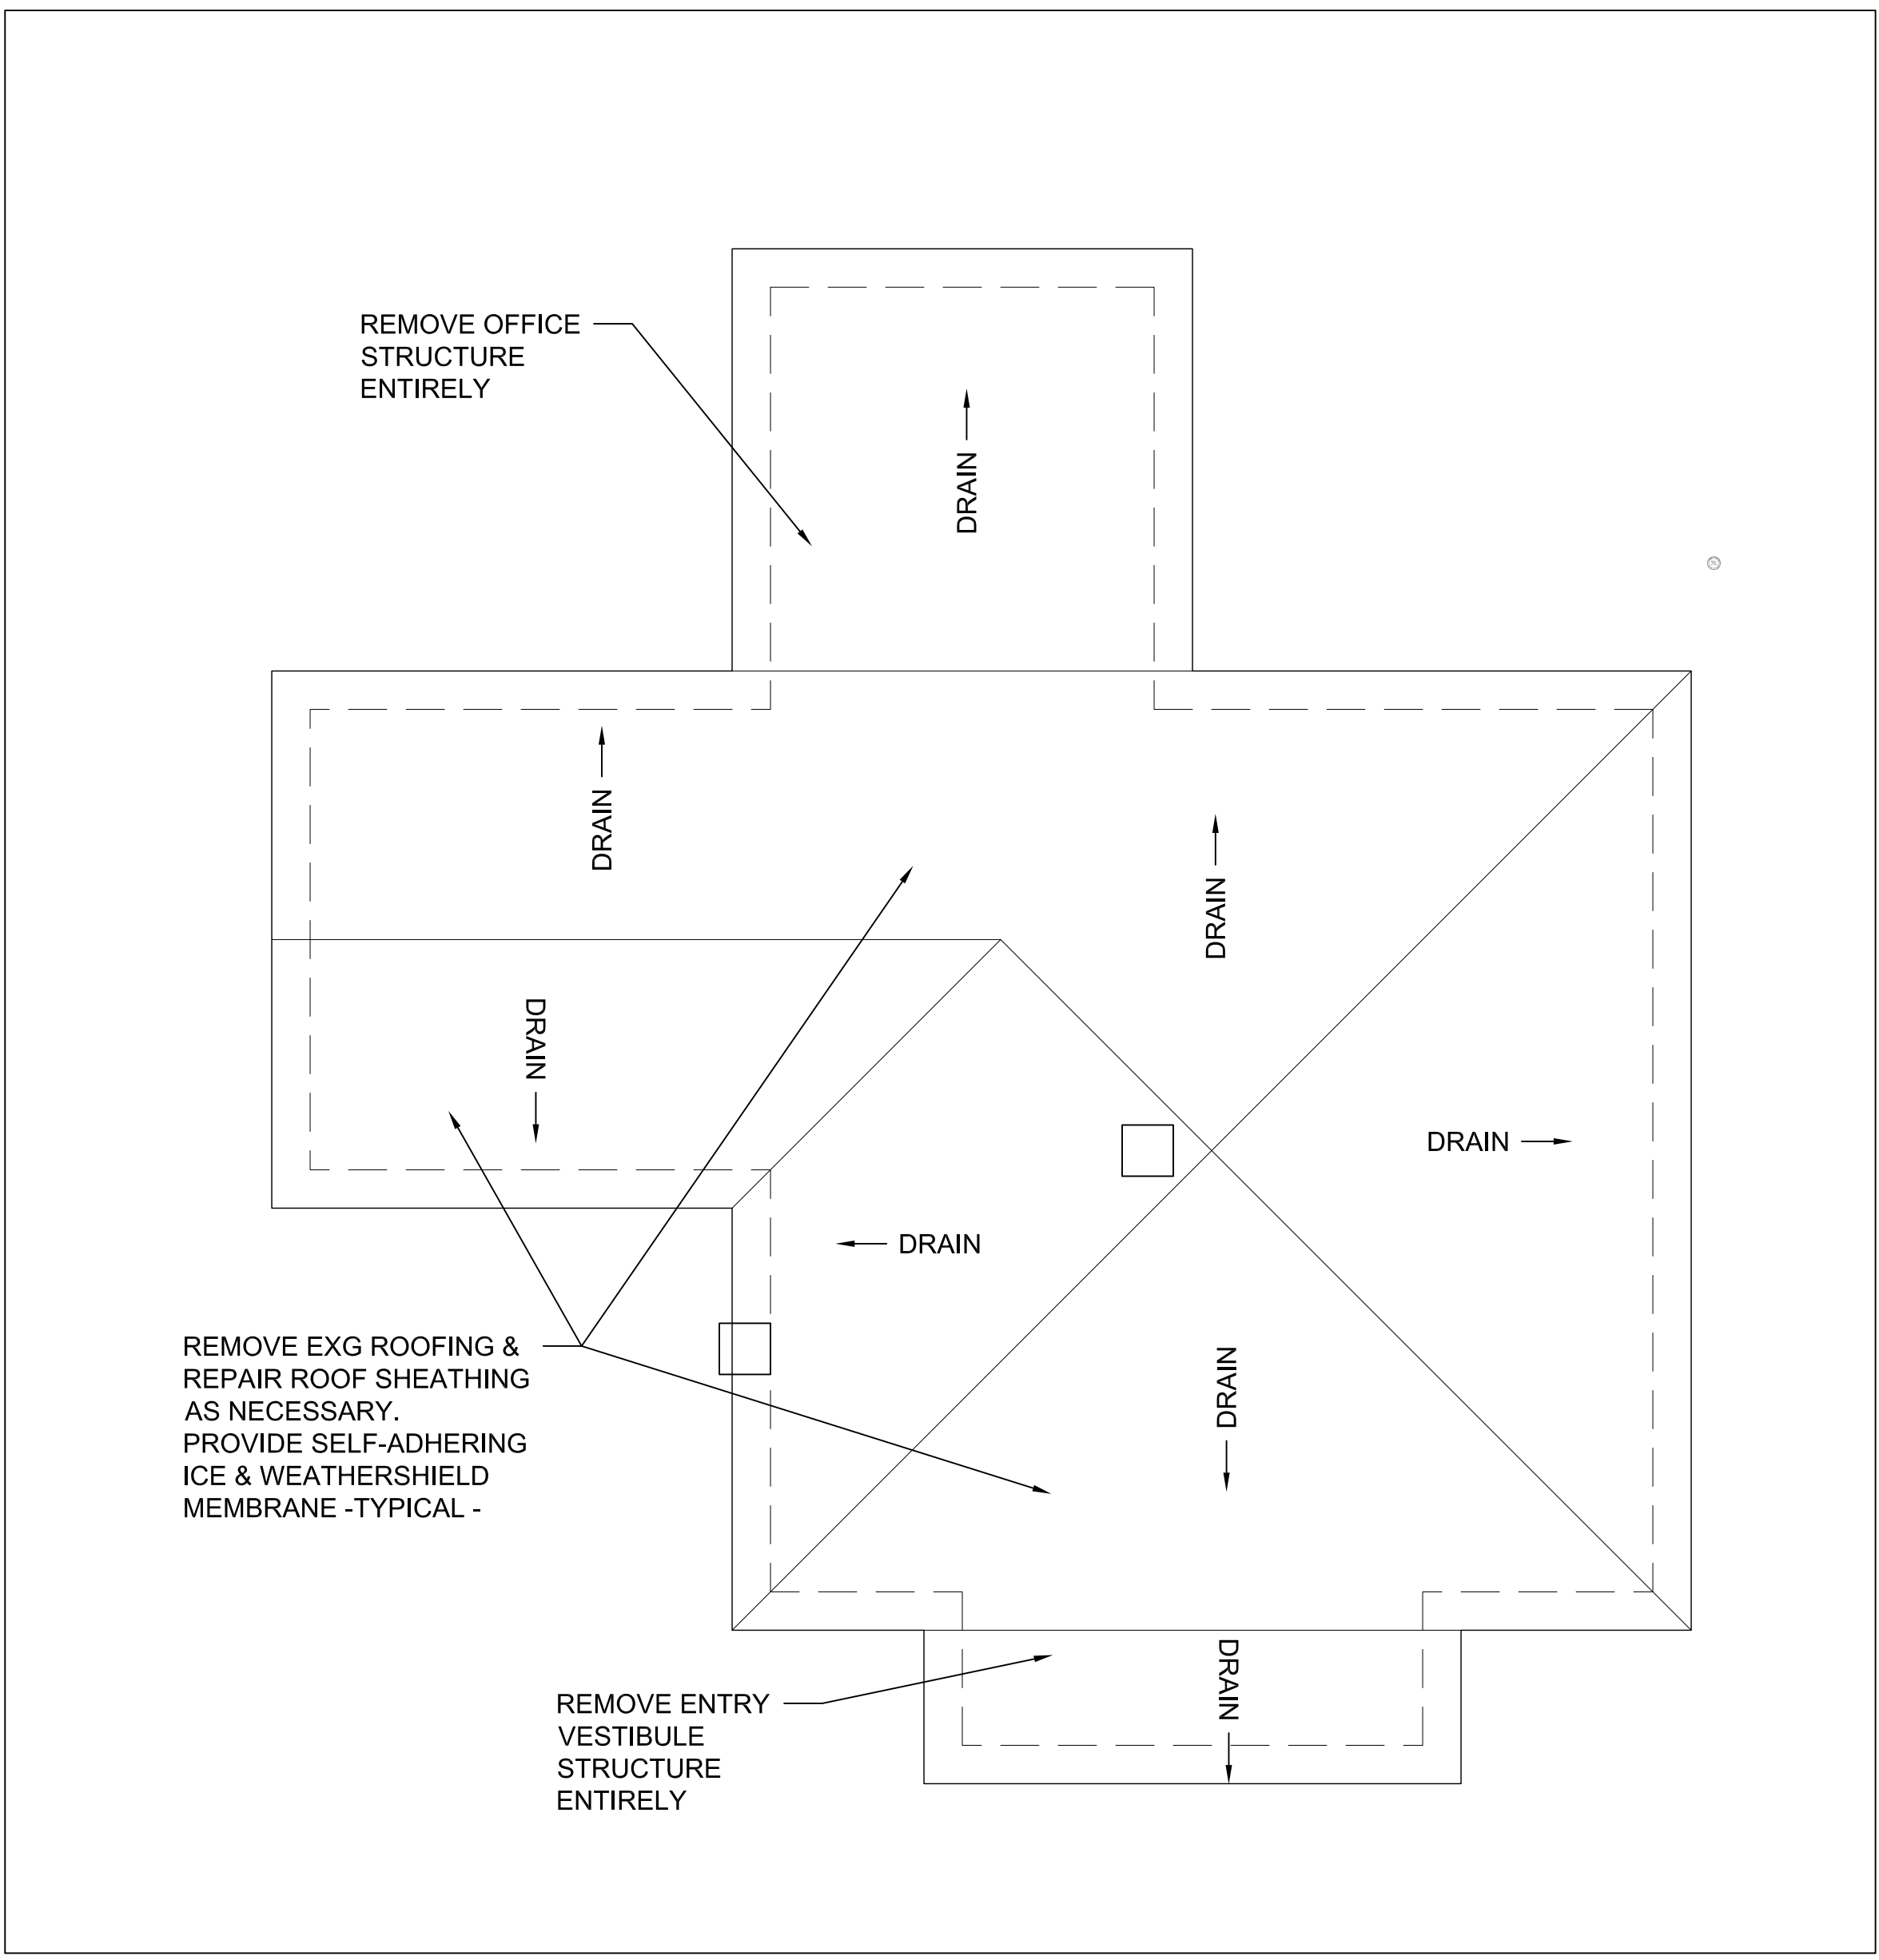 REMOVE OFFICE
STRUCTURE
ENTIRELY
DRAIN
DRAIN
DRAIN
DRAIN
DRAIN
DRAIN
REMOVE EXG ROOFING &
REPAIR ROOF SHEATHING
AS NECESSARY.
PROVIDE SELF-ADHERING
ICE & WEATHERSHIELD
MEMBRANE -TYPICAL -
DRAIN
DRAIN
REMOVE ENTRY
VESTIBULE
STRUCTURE
ENTIRELY